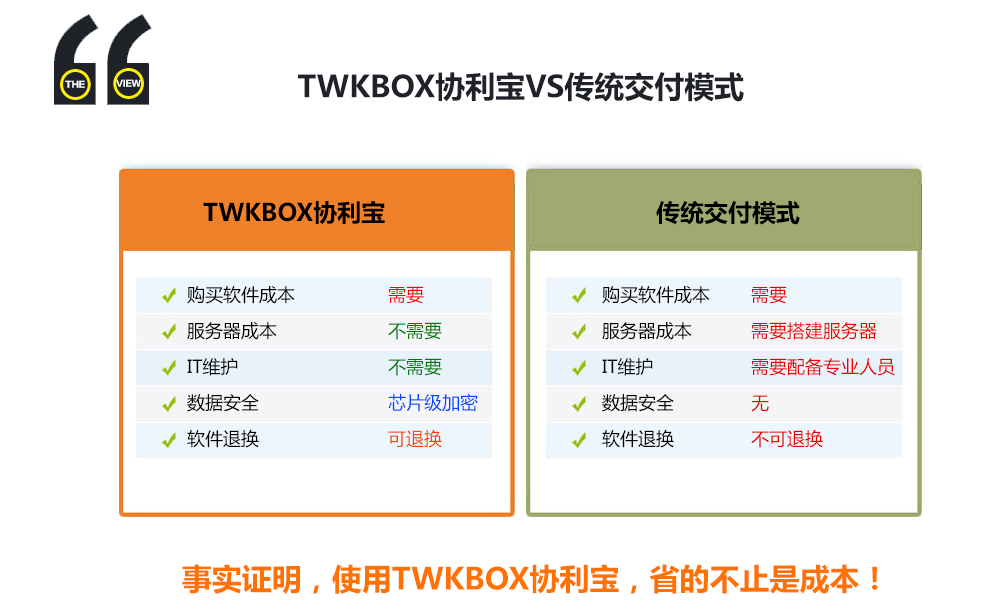 THE VIEW
TWKBOX协利宝VS传统交付模式
TWKBOX协利宝
购买软件成本 需要
服务器成本 不需要
IT维护 不需要
数据安全 芯片级加密
软件退换 可退换
传统交付模式
购买软件成本 需要
服务器成本 需要搭建服务器
IT维护 需要配备专业人员
数据安全 无
软件退换 不可退换
事实证明，使用TWKBOX协利宝，省的不止是成本！